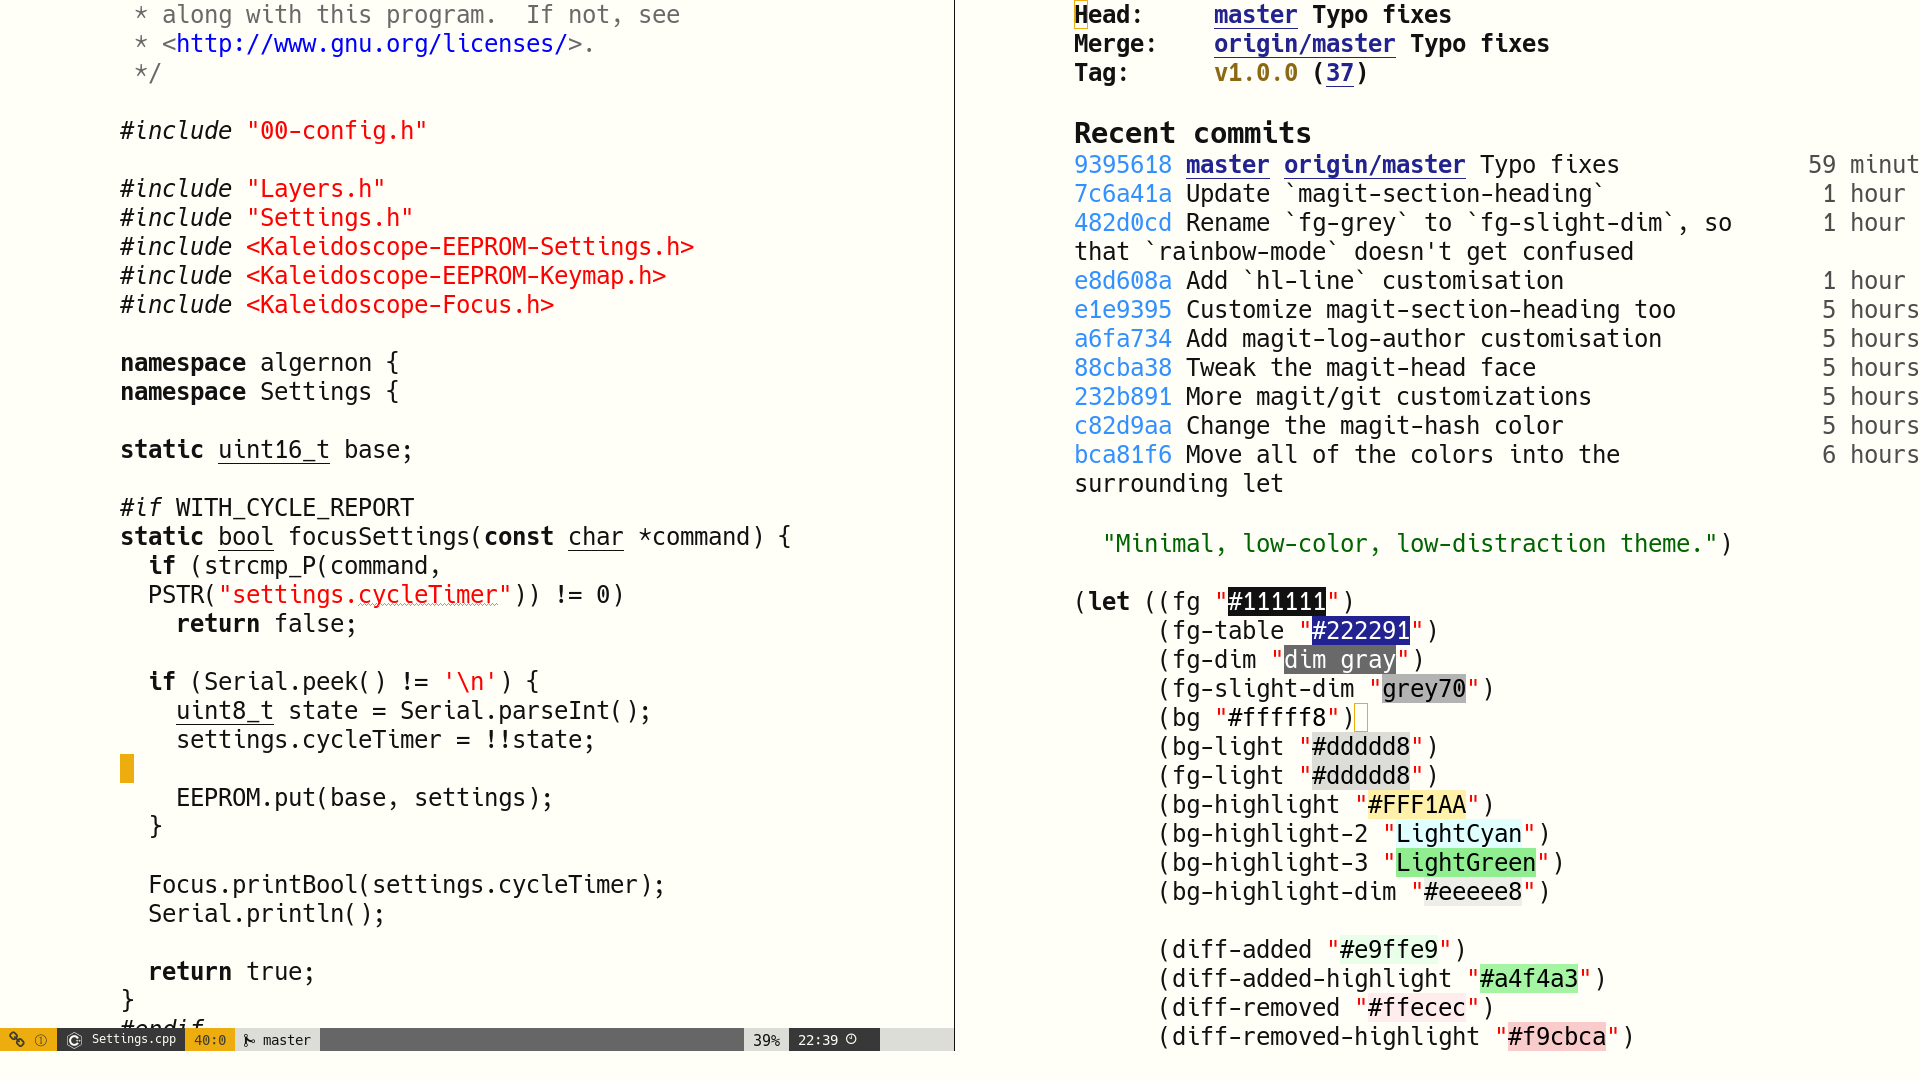 * along with this program.  If not, see
 * <http://www.gnu.org/licenses/>.
 */

#include "00-config.h"

#include "Layers.h"
#include "Settings.h"
#include <Kaleidoscope-EEPROM-Settings.h>
#include <Kaleidoscope-EEPROM-Keymap.h>
#include <Kaleidoscope-Focus.h>

namespace algernon {
namespace Settings {

static uint16_t base;

#if WITH_CYCLE_REPORT
static bool focusSettings(const char *command) {
  if (strcmp_P(command,
  PSTR("settings.cycleTimer")) != 0)
    return false;

  if (Serial.peek() != '\n') {
    uint8_t state = Serial.parseInt();
    settings.cycleTimer = !!state;

    EEPROM.put(base, settings);
  }

  Focus.printBool(settings.cycleTimer);
  Serial.println();

  return true;
}
#endif
Settings.cpp 40:0 master 39% 22:39
Head:     master Typo fixes
Merge:    origin/master Typo fixes
Tag:      v1.0.0 (37)

Recent commits
9395618 master origin/master Typo fixes 59 minut
7c6a41a Update `magit-section-heading` 1 hour
482d0cd Rename `fg-grey` to `fg-slight-dim`, so 1 hour
that `rainbow-mode` doesn't get confused
e8d608a Add `hl-line` customisation 1 hour
e1e9395 Customize magit-section-heading too 5 hours
a6fa734 Add magit-log-author customisation 5 hours
88cba38 Tweak the magit-head face 5 hours
232b891 More magit/git customizations 5 hours
c82d9aa Change the magit-hash color 5 hours
bca81f6 Move all of the colors into the 6 hours
surrounding let

  "Minimal, low-color, low-distraction theme.")

(let ((fg "#111111")
      (fg-table "#222291")
      (fg-dim "dim gray")
      (fg-slight-dim "grey70")
      (bg "#fffff8")
      (bg-light "#ddddd8")
      (fg-light "#ddddd8")
      (bg-highlight "#FFF1AA")
      (bg-highlight-2 "LightCyan")
      (bg-highlight-3 "LightGreen")
      (bg-highlight-dim "#eeeee8")

      (diff-added "#e9ffe9")
      (diff-added-highlight "#a4f4a3")
      (diff-removed "#ffecec")
      (diff-removed-highlight "#f9cbca")